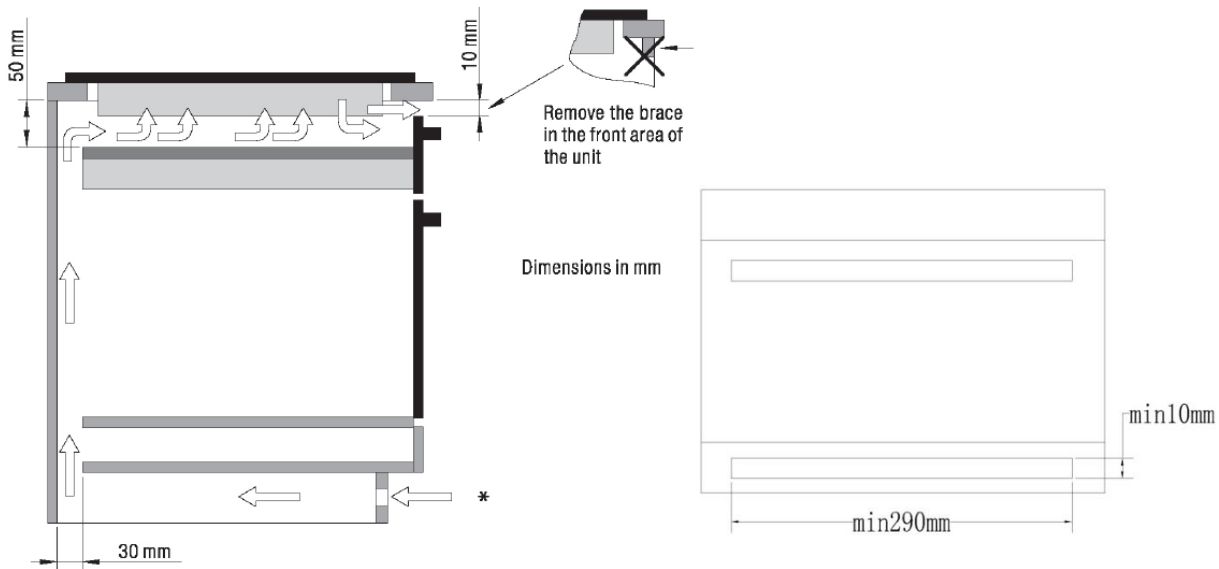 50 mm
10 mm
Remove the brace
in the front area of
the unit
Dimensions in mm
min10mm
*
min290mm
30 mm